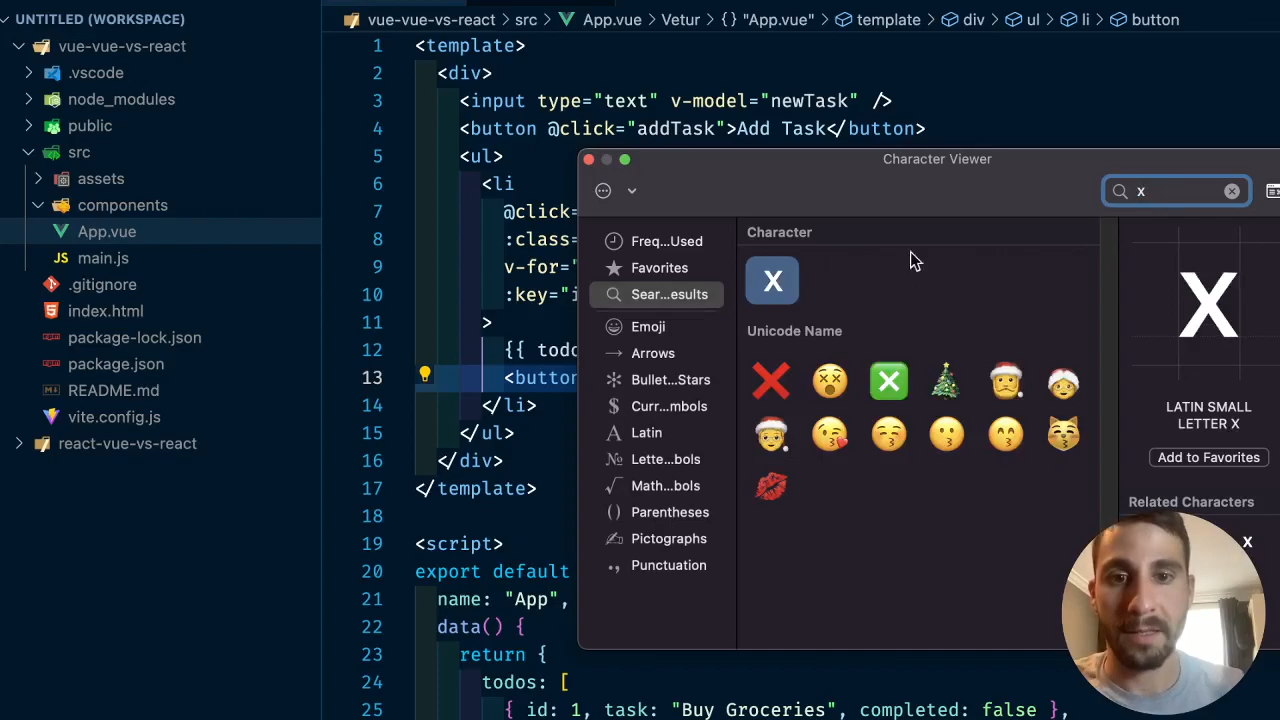 UNTITLED (WORKSPACE)
vue-vue-vs-react
.vscode
node_modules
public
src
assets
components
App.vue
main.js
.gitignore
index.html
package-lock.json
package.json
README.md
vite.config.js
react-vue-vs-react
vue-vue-vs-react > src > App.vue > Vetur > {} "App.vue" > template > div > ul > li > button
1 <template>
2 <div>
3 <input type="text" v-model="newTask" />
4 <button @click="addTask">Add Task</button>
5 <ul>
6 <li
7 @click=
8 :class=
9 v-for="
10 :key="i
11 >
12 {{ todo
13 <button
14 </li>
15 </ul>
16 </div>
17 </template>
18
19 <script>
20 export default
21 name: "App",
22 data() {
23 return {
24 todos: [
25 { id: 1, task: "Buy Groceries", completed: false },
Character Viewer
x
Freq...Used
Favorites
Sear...esults
Emoji
Arrows
Bullet...Stars
Curr...mbols
Latin
Lette...bols
Math...bols
Parentheses
Pictographs
Punctuation
Character
x
Unicode Name
x
LATIN SMALL
LETTER X
Add to Favorites
Related Characters
x